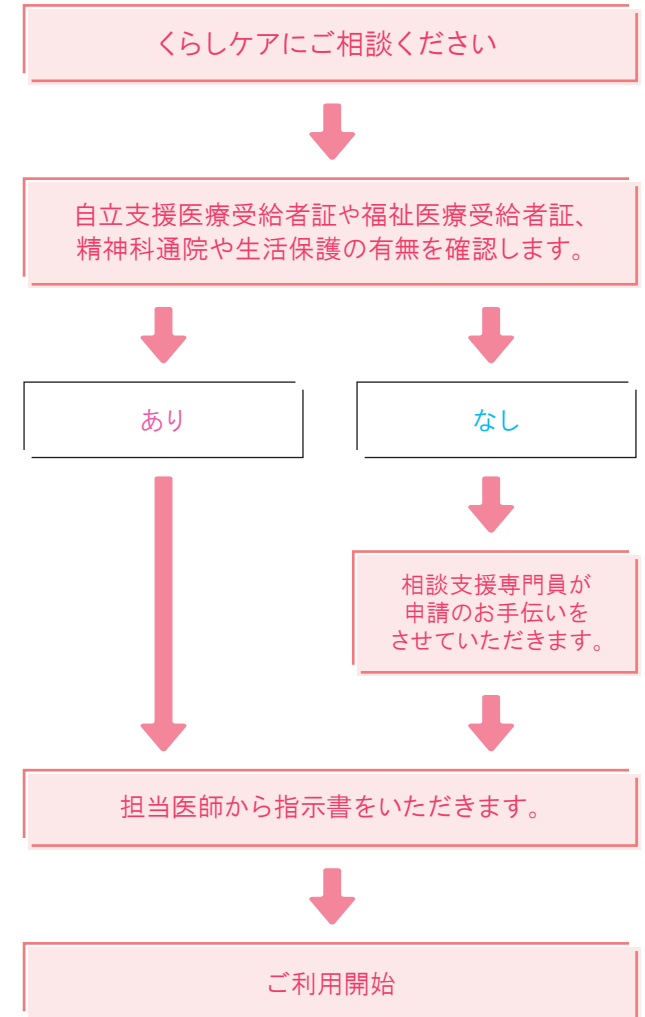 くらしケアにご相談ください
自立支援医療受給者証や福祉医療受給者証、
精神科通院や生活保護の有無を確認します。
あり
なし
相談支援専門員が
申請のお手伝いを
させていただきます。
担当医師から指示書をいただきます。
ご利用開始